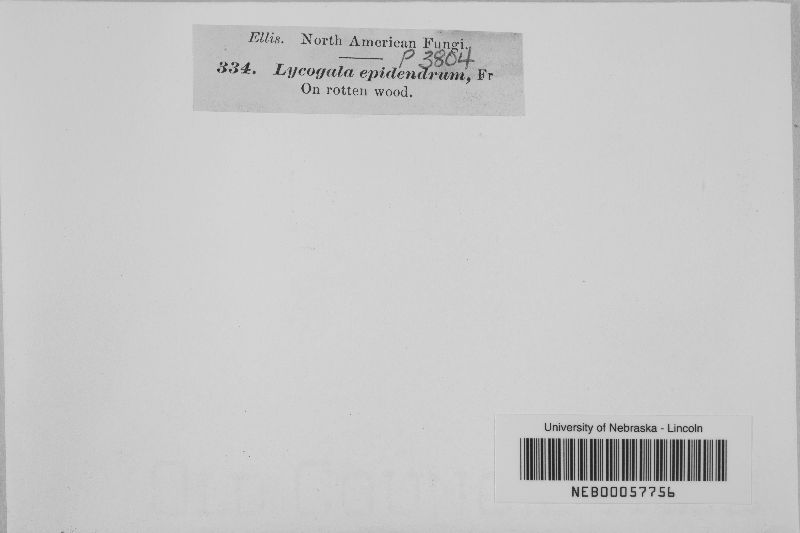 Ellis. North American Fungi.
P 3804
334. Lycogala epidendrum, Fr
On rotten wood.
University of Nebraska - Lincoln
NEB00057756